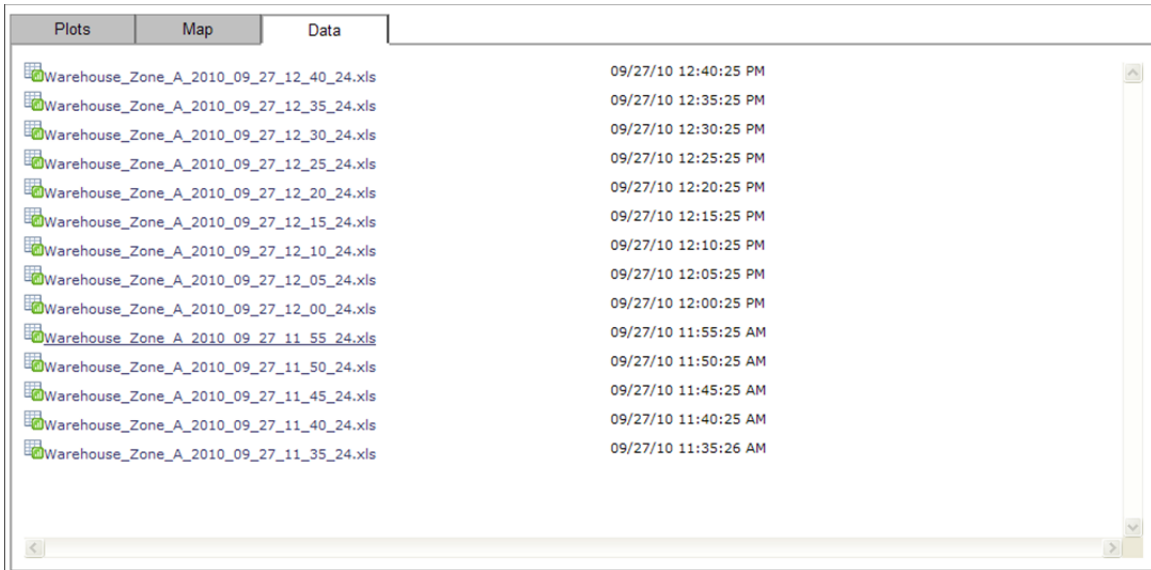 Plots Map Data
Warehouse_Zone_A_2010_09_27_12_40_24.xls 09/27/10 12:40:25 PM
Warehouse_Zone_A_2010_09_27_12_35_24.xls 09/27/10 12:35:25 PM
Warehouse_Zone_A_2010_09_27_12_30_24.xls 09/27/10 12:30:25 PM
Warehouse_Zone_A_2010_09_27_12_25_24.xls 09/27/10 12:25:25 PM
Warehouse_Zone_A_2010_09_27_12_20_24.xls 09/27/10 12:20:25 PM
Warehouse_Zone_A_2010_09_27_12_15_24.xls 09/27/10 12:15:25 PM
Warehouse_Zone_A_2010_09_27_12_10_24.xls 09/27/10 12:10:25 PM
Warehouse_Zone_A_2010_09_27_12_05_24.xls 09/27/10 12:05:25 PM
Warehouse_Zone_A_2010_09_27_12_00_24.xls 09/27/10 12:00:25 PM
Warehouse_Zone_A_2010_09_27_11_55_24.xls 09/27/10 11:55:25 AM
Warehouse_Zone_A_2010_09_27_11_50_24.xls 09/27/10 11:50:25 AM
Warehouse_Zone_A_2010_09_27_11_45_24.xls 09/27/10 11:45:25 AM
Warehouse_Zone_A_2010_09_27_11_40_24.xls 09/27/10 11:40:25 AM
Warehouse_Zone_A_2010_09_27_11_35_24.xls 09/27/10 11:35:26 AM